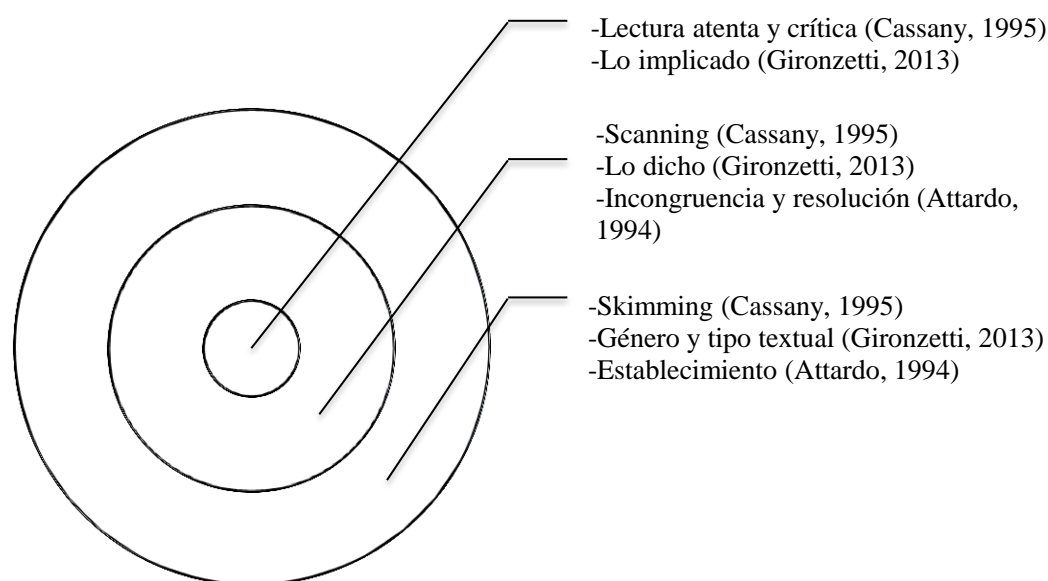 -Lectura atenta y crítica (Cassany, 1995)
-Lo implicado (Gironzetti, 2013)
-Scanning (Cassany, 1995)
-Lo dicho (Gironzetti, 2013)
-Incongruencia y resolución (Attardo,
1994)
-Skimming (Cassany, 1995)
-Género y tipo textual (Gironzetti, 2013)
-Establecimiento (Attardo, 1994)